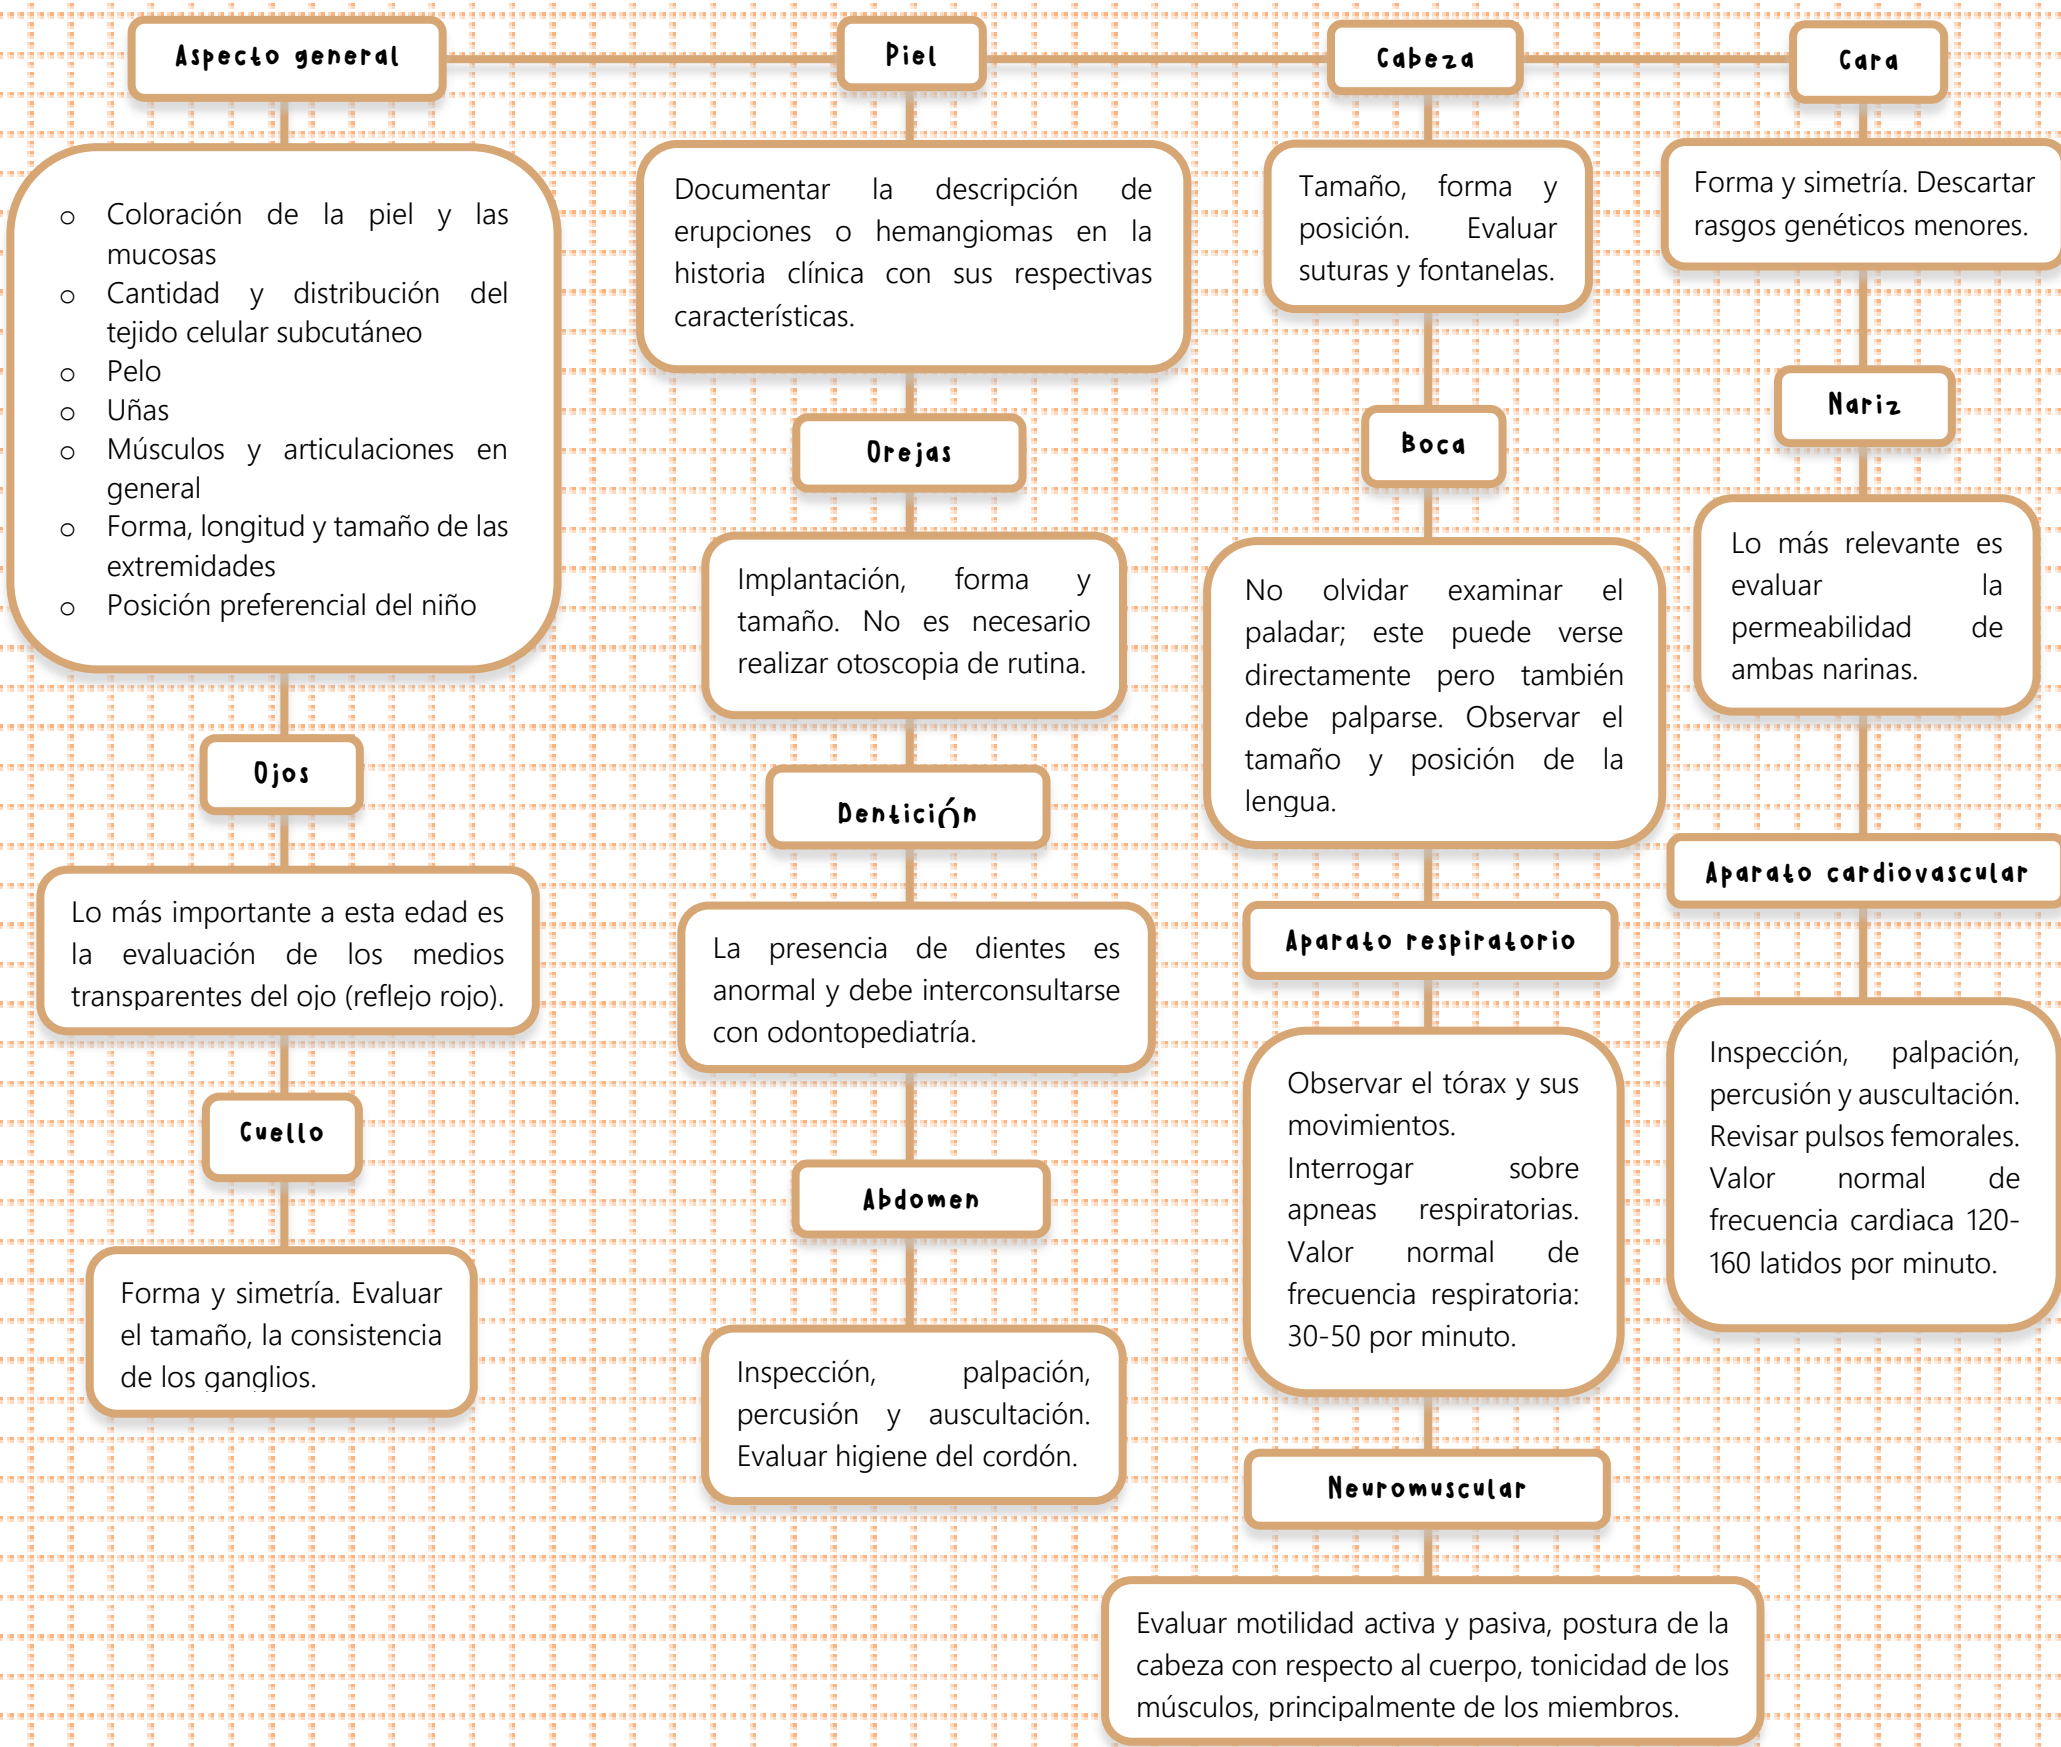 Aspecto general
Piel
Cabeza
Cara
o Coloración de la piel y las
mucosas
o Cantidad y distribución del
tejido celular subcutáneo
o Pelo
o Uñas
o Músculos y articulaciones en
general
o Forma, longitud y tamaño de las
extremidades
o Posición preferencial del niño
Documentar la descripción de
erupciones o hemangiomas en la
historia clínica con sus respectivas
características.
Tamaño, forma y
posición. Evaluar
suturas y fontanelas.
Forma y simetría. Descartar
rasgos genéticos menores.
Ojos
Orejas
Boca
Nariz
Lo más importante a esta edad es
la evaluación de los medios
transparentes del ojo (reflejo rojo).
Implantación, forma y
tamaño. No es necesario
realizar otoscopia de rutina.
No olvidar examinar el
paladar; este puede verse
directamente pero también
debe palparse. Observar el
tamaño y posición de la
lengua.
Lo más relevante es
evaluar la
permeabilidad de
ambas narinas.
Cuello
Dentición
Aparato respiratorio
Aparato cardiovascular
Forma y simetría. Evaluar
el tamaño, la consistencia
de los ganglios.
La presencia de dientes es
anormal y debe interconsultarse
con odontopediatría.
Observar el tórax y sus
movimientos.
Interrogar sobre
apneas respiratorias.
Valor normal de
frecuencia respiratoria:
30-50 por minuto.
Inspección, palpación,
percusión y auscultación.
Revisar pulsos femorales.
Valor normal de
frecuencia cardiaca 120-
160 latidos por minuto.
Abdomen
Inspección, palpación,
percusión y auscultación.
Evaluar higiene del cordón.
Neuromuscular
Evaluar motilidad activa y pasiva, postura de la
cabeza con respecto al cuerpo, tonicidad de los
músculos, principalmente de los miembros.